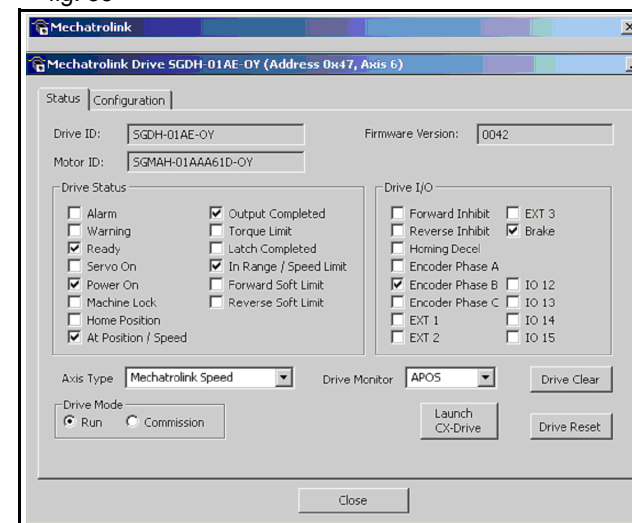 Mechatrolink
Mechatrolink Drive SGDH-01AE-OY (Address 0x47, Axis 6)
Status Configuration
Drive ID: SGDH-01AE-OY Firmware Version: 0042
Motor ID: SGMAH-01AAA61D-OY
Drive Status Drive I/O
Alarm Output Completed Forward Inhibit EXT 3
Warning Torque Limit Reverse Inhibit Brake
Ready Latch Completed Homing Decel
Servo On In Range / Speed Limit Encoder Phase A
Power On Forward Soft Limit Encoder Phase B IO 12
Machine Lock Reverse Soft Limit Encoder Phase C IO 13
Home Position EXT 1 IO 14
At Position / Speed EXT 2 IO 15
Axis Type Mechatrolink Speed Drive Monitor APOS Drive Clear
Drive Mode
Run Commission Launch CX-Drive Drive Reset
Close